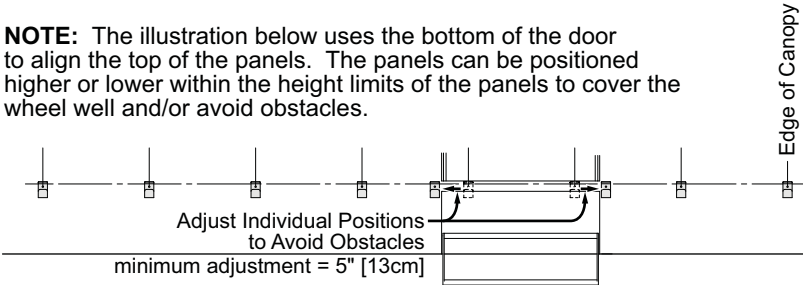 NOTE: The illustration below uses the bottom of the door
to align the top of the panels. The panels can be positioned
higher or lower within the height limits of the panels to cover the
wheel well and/or avoid obstacles.
Edge of Canopy
Adjust Individual Positions
to Avoid Obstacles
minimum adjustment = 5" [13cm]